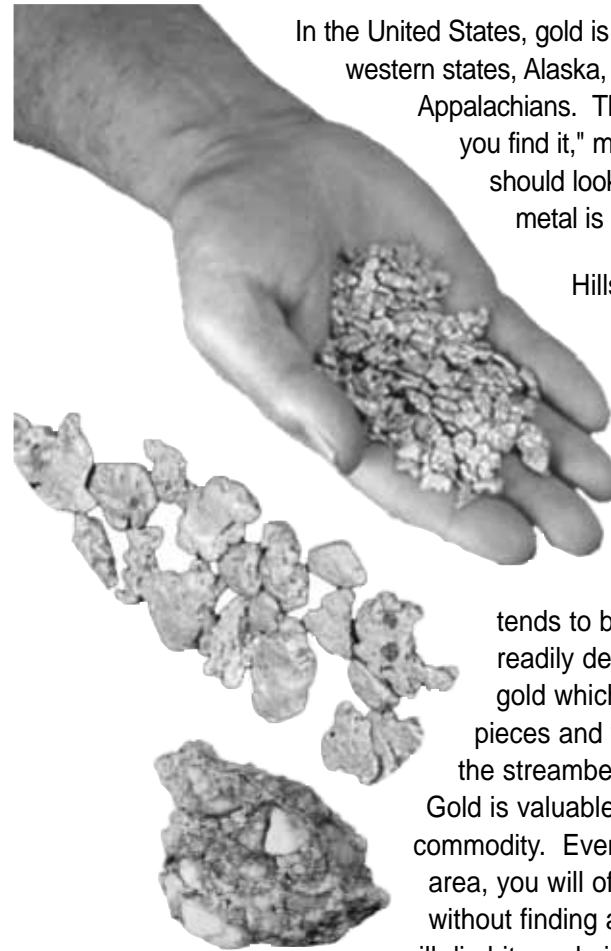 In the United States, gold is
western states, Alaska,
Appalachians. Th
you find it," m
should look
metal is
Hills
tends to b
readily de
gold which
pieces and
the streambe
Gold is valuable
commodity. Ever
area, you will of
without finding a